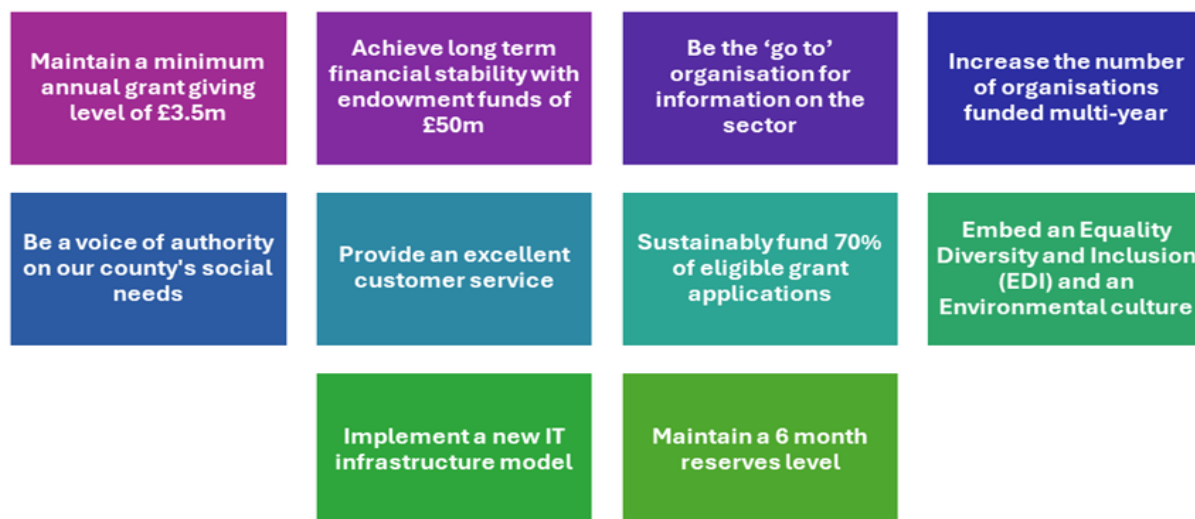 Maintain a minimum
annual grant giving
level of £3.5m
Achieve long term
financial stability with
endowment funds of
£50m
Be the ‘go to’
organisation for
information on the
sector
Increase the number
of organisations
funded multi-year
Be a voice of authority
on our county's social
needs
Provide an excellent
customer service
Sustainably fund 70%
of eligible grant
applications
Embed an Equality
Diversity and Inclusion
(EDI) and an
Environmental culture
Implement a new IT
infrastructure model
Maintain a 6 month
reserves level